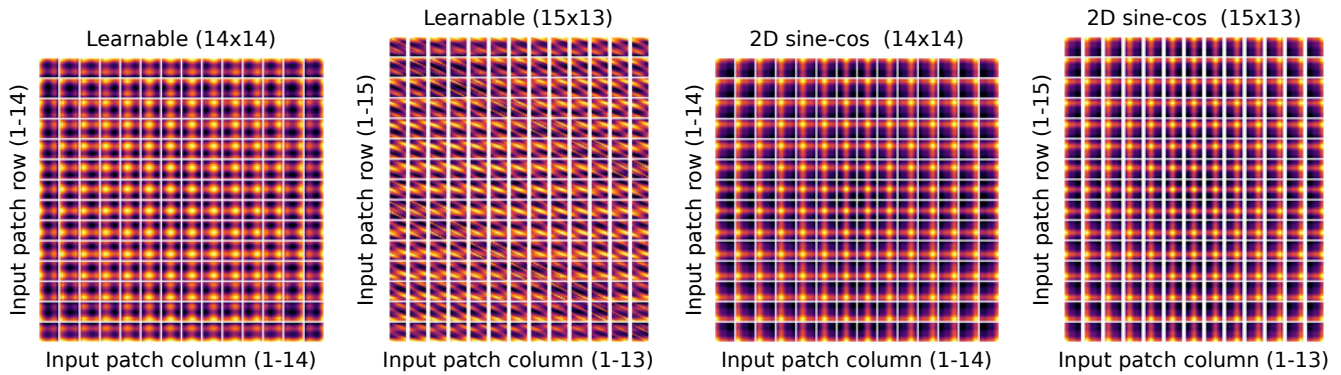 Learnable (14x14)
Input patch row (1-14)
Input patch column (1-14)
Learnable (15x13)
Input patch row (1-15)
Input patch column (1-13)
2D sine-cos (14x14)
Input patch row (1-14)
Input patch column (1-14)
2D sine-cos (15x13)
Input patch row (1-15)
Input patch column (1-13)